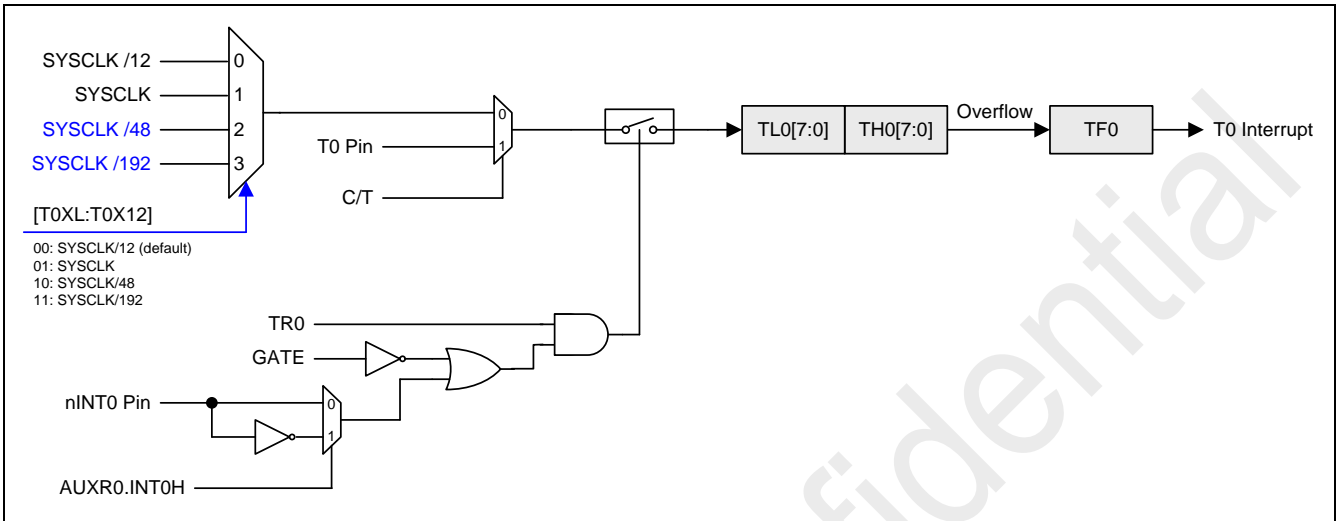 SYSCLK /12
SYSCLK
SYSCLK /48
SYSCLK /192
0
1
2
3
[T0XL:T0X12]
00: SYSCLK/12 (default)
01: SYSCLK
10: SYSCLK/48
11: SYSCLK/192
T0 Pin
C/T
0
1
TL0[7:0]
TH0[7:0]
Overflow
TF0
T0 Interrupt
TR0
GATE
nINT0 Pin
0
1
AUXR0.INT0H
fidential